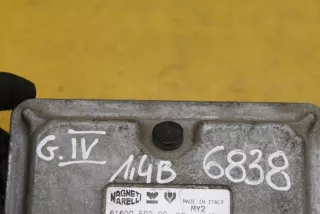 G. IV 1.4B 6838
MAGNETI MARELLI
MADE IN ITALY
MY2